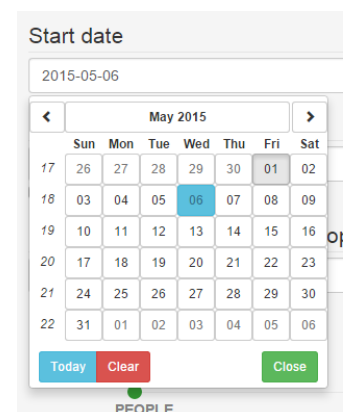 Start date
2015-05-06
May 2015
Sun Mon Tue Wed Thu Fri Sat
17 26 27 28 29 30 01 02
18 03 04 05 06 07 08 09
19 10 11 12 13 14 15 16
20 17 18 19 20 21 22 23
21 24 25 26 27 28 29 30
22 31 01 02 03 04 05 06
Today Clear Close
PEOPLE